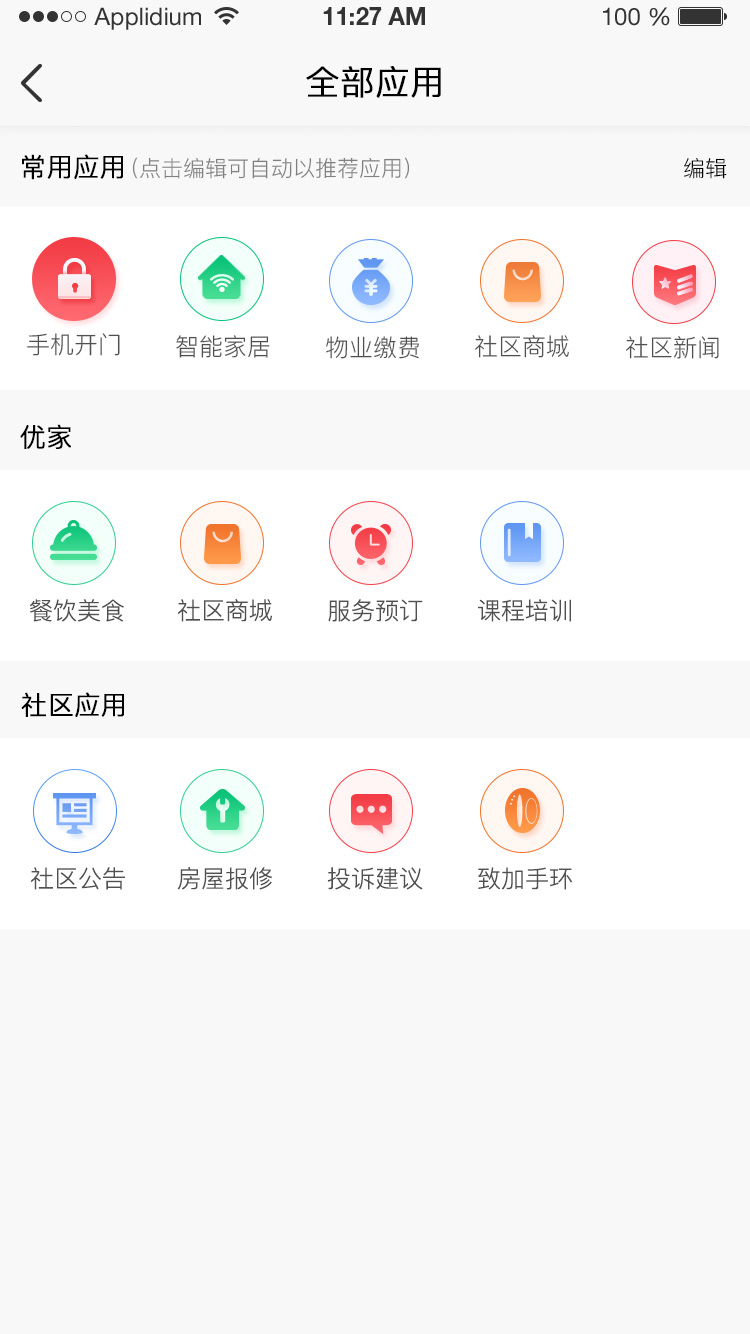 Applidium 11:27 AM 100 %
全部应用
常用应用(点击编辑可自动以推荐应用) 编辑
手机开门 智能家居 物业缴费 社区商城 社区新闻
优家
餐饮美食 社区商城 服务预订 课程培训
社区应用
社区公告 房屋报修 投诉建议 致加手环